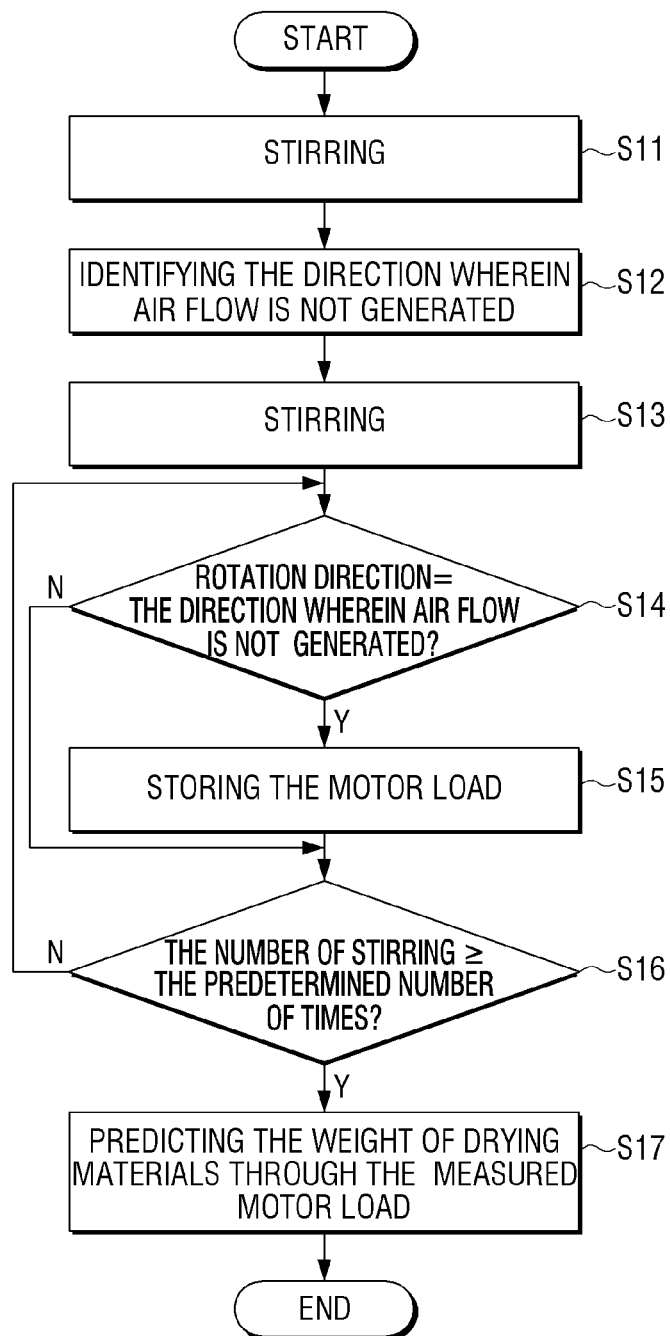 START
STIRRING
S11
IDENTIFYING THE DIRECTION WHEREIN
AIR FLOW IS NOT GENERATED
S12
STIRRING
S13
N
ROTATION DIRECTION=
THE DIRECTION WHEREIN AIR FLOW
IS NOT GENERATED?
S14
Y
STORING THE MOTOR LOAD
S15
N
THE NUMBER OF STIRRING ≥
THE PREDETERMINED NUMBER
OF TIMES?
S16
Y
PREDICTING THE WEIGHT OF DRYING
MATERIALS THROUGH THE MEASURED
MOTOR LOAD
S17
END